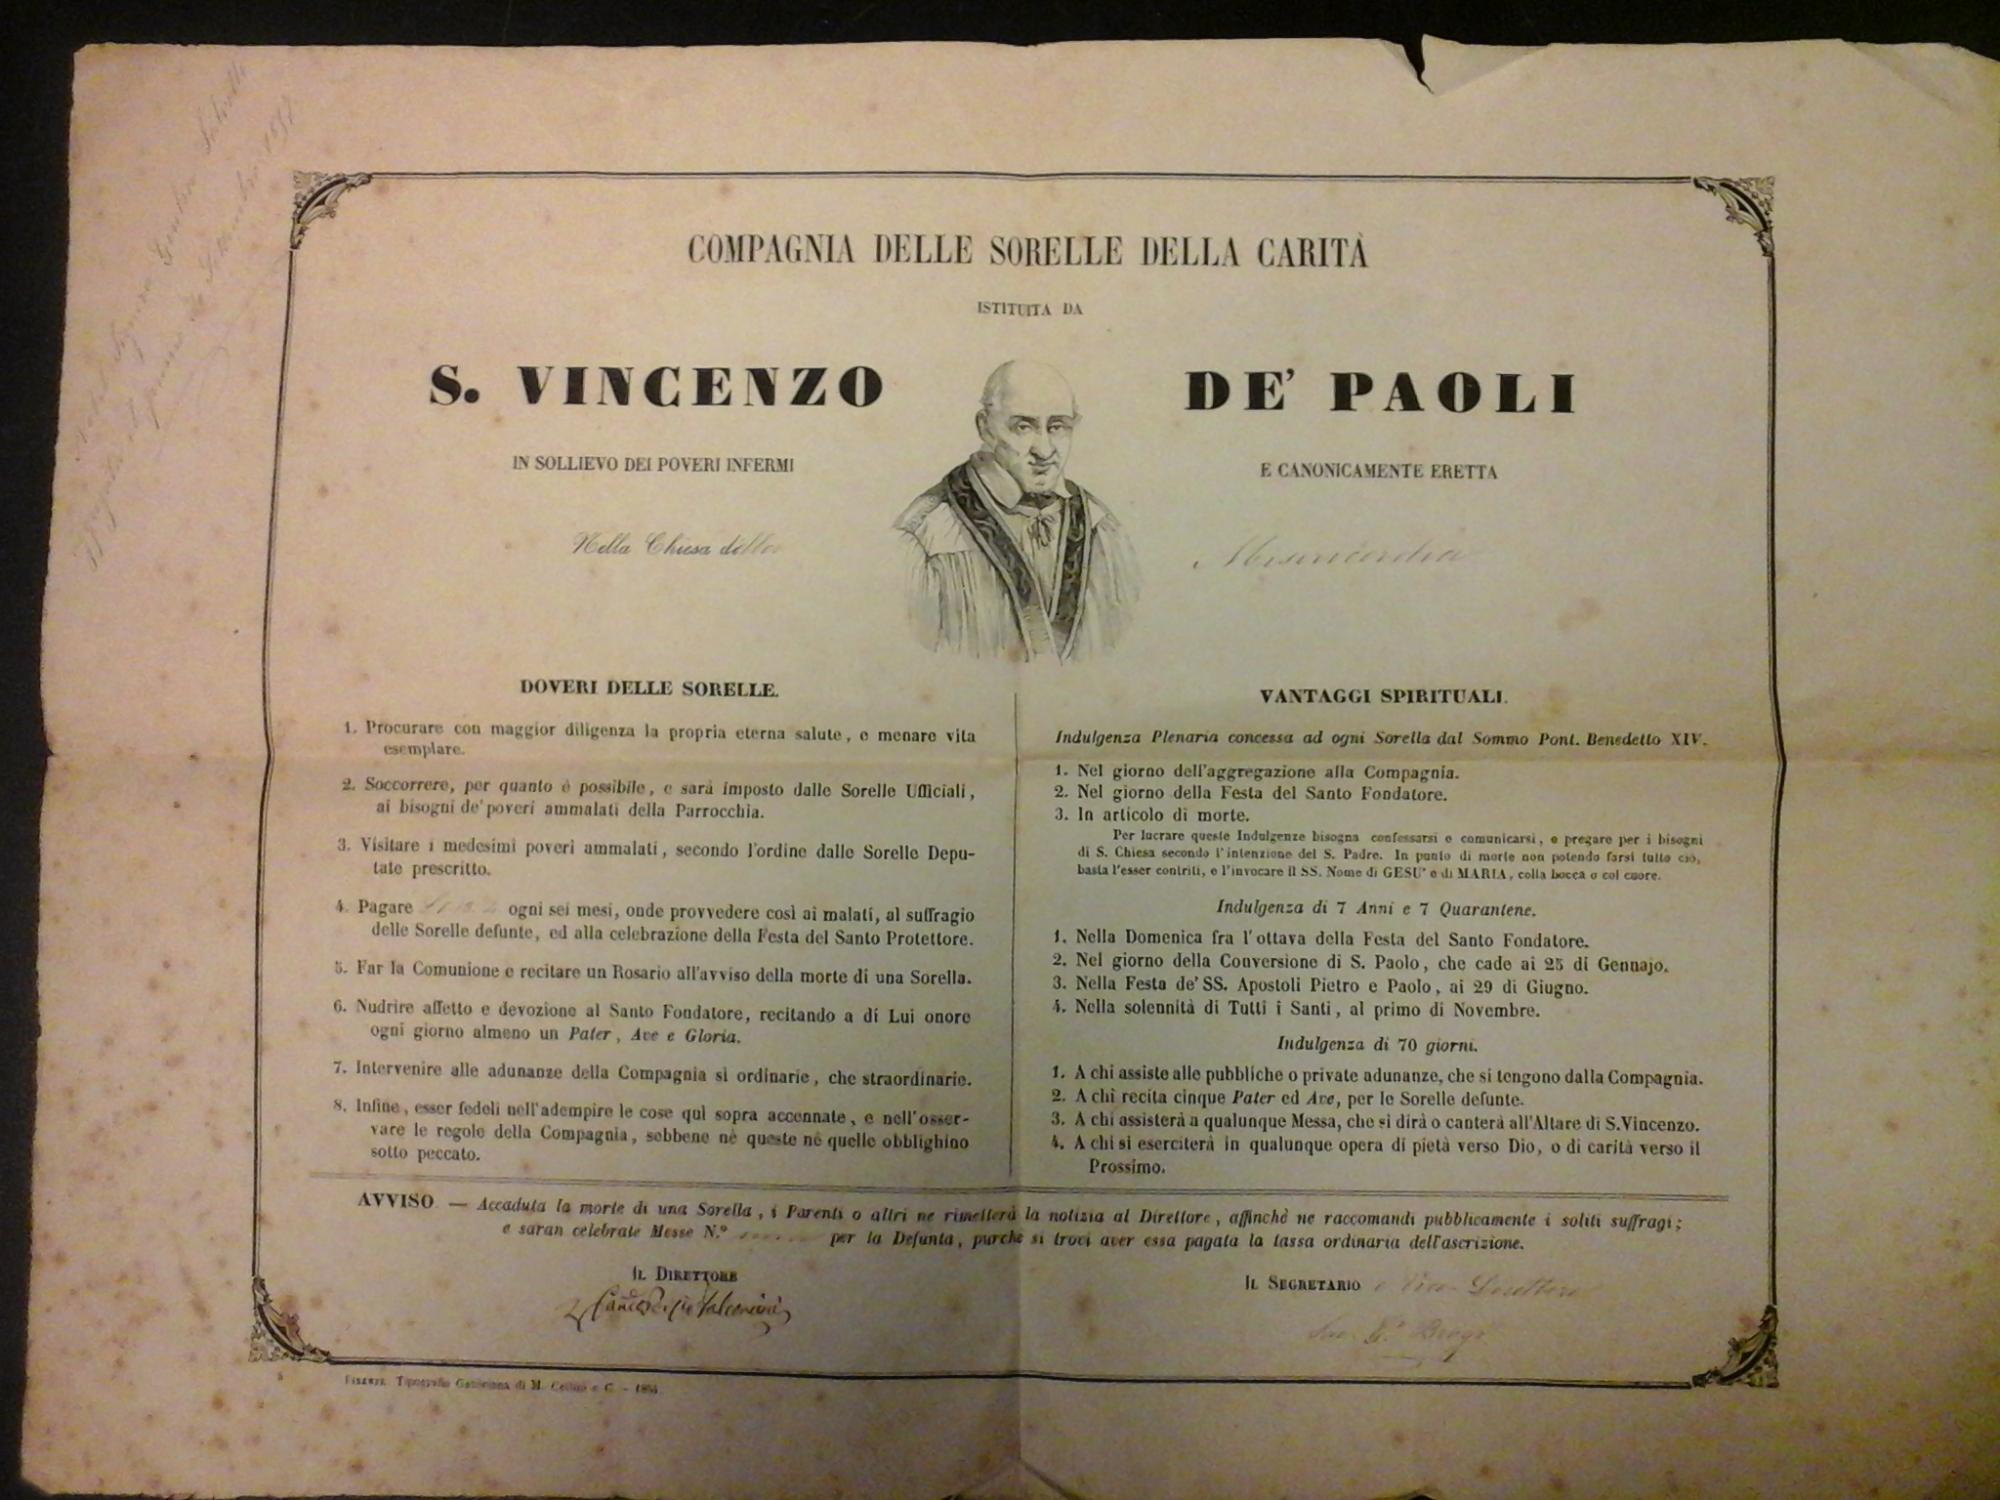 COMPAGNIA DELLE SORELLE DELLA CARITÀ
ISTITUITA DA
S. VINCENZO DE' PAOLI
IN SOLLIEVO DEI POVERI INFERMI E CANONICAMENTE ERETTA
Nella Chiesa della Misericordia
DOVERI DELLE SORELLE.
1. Procurare con maggior diligenza la propria eterna salute, e menare vita
esemplare.
2. Soccorrere, per quanto è possibile, e sarà imposto dalle Sorelle Ufficiali,
ai bisogni de' poveri ammalati della Parrocchia.
3. Visitare i medesimi poveri ammalati, secondo l'ordine dalle Sorelle Depu-
tate prescritto.
4. Pagare ogni sei mesi, onde provvedere così ai malati, al suffragio
delle Sorelle defunte, ed alla celebrazione della Festa del Santo Protettore.
5. Far la Comunione e recitare un Rosario all'avviso della morte di una Sorella.
6. Nudrire affetto e devozione al Santo Fondatore, recitando a di Lui onore
ogni giorno almeno un Pater, Ave e Gloria.
7. Intervenire alle adunanze della Compagnia sì ordinarie, che straordinarie.
8. Infine, esser fedeli nell'adempire le cose quì sopra accennate, e nell'osser-
vare le regole della Compagnia, sebbene nè queste nè quelle obblighino
sotto peccato.
VANTAGGI SPIRITUALI.
Indulgenza Plenaria concessa ad ogni Sorella dal Sommo Pont. Benedetto XIV.
1. Nel giorno dell'aggregazione alla Compagnia.
2. Nel giorno della Festa del Santo Fondatore.
3. In articolo di morte.
Per lucrare queste Indulgenze bisogna confessarsi e comunicarsi, e pregare per i bisogni
di S. Chiesa secondo l'intenzione del S. Padre. In punto di morte non potendo farsi tutto ciò,
basta l'esser contriti, e l'invocare il SS. Nome di GESU' e di MARIA, colla bocca o col cuore.
Indulgenza di 7 Anni e 7 Quarantene.
1. Nella Domenica fra l'ottava della Festa del Santo Fondatore.
2. Nel giorno della Conversione di S. Paolo, che cade ai 25 di Gennajo.
3. Nella Festa de' SS. Apostoli Pietro e Paolo, ai 29 di Giugno.
4. Nella solennità di Tutti i Santi, al primo di Novembre.
Indulgenza di 70 giorni.
1. A chi assiste alle pubbliche o private adunanze, che si tengono dalla Compagnia.
2. A chi recita cinque Pater ed Ave, per le Sorelle defunte.
3. A chi assisterà a qualunque Messa, che si dirà o canterà all'Altare di S. Vincenzo.
4. A chi si eserciterà in qualunque opera di pietà verso Dio, o di carità verso il
Prossimo.
AVVISO — Accaduta la morte di una Sorella, i Parenti o altri ne rimetterà la notizia al Direttore, affinchè ne raccomandi pubblicamente i soliti suffragi;
e saran celebrate Messe N.° per la Defunta, purchè si trovi aver essa pagata la tassa ordinaria dell'ascrizione.
IL DIRETTORE
IL SEGRETARIO e Vice-Direttore
FIRENZE. Tipografia Galileiana di M. Cellini e C.